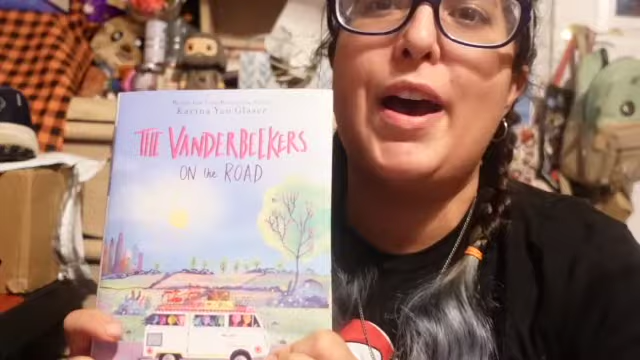 Karina Yan Glaser
THE VANDERBEEKERS
ON the ROAD